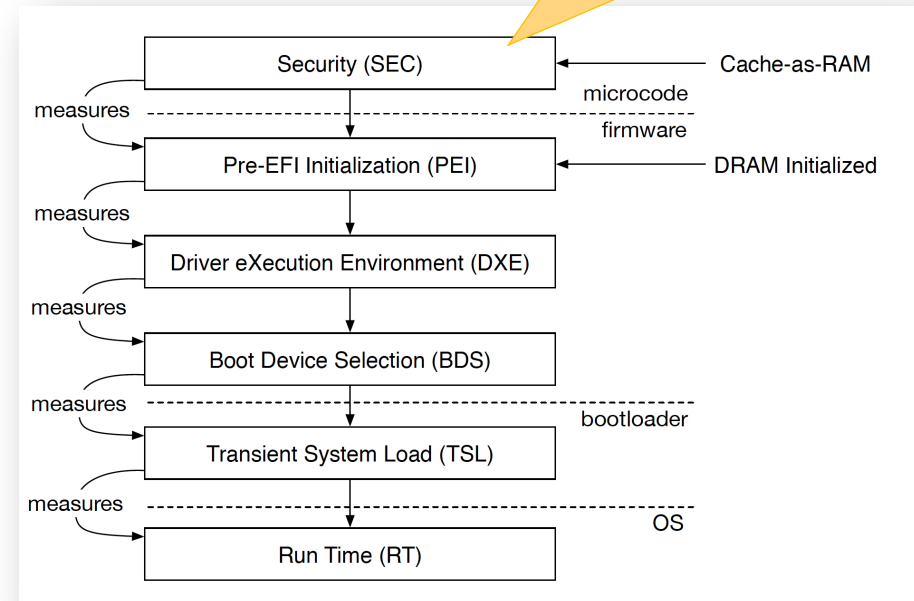 Security (SEC)
Cache-as-RAM
microcode
measures
firmware
Pre-EFI Initialization (PEI)
DRAM Initialized
measures
Driver eXecution Environment (DXE)
measures
Boot Device Selection (BDS)
measures
bootloader
Transient System Load (TSL)
measures
OS
Run Time (RT)